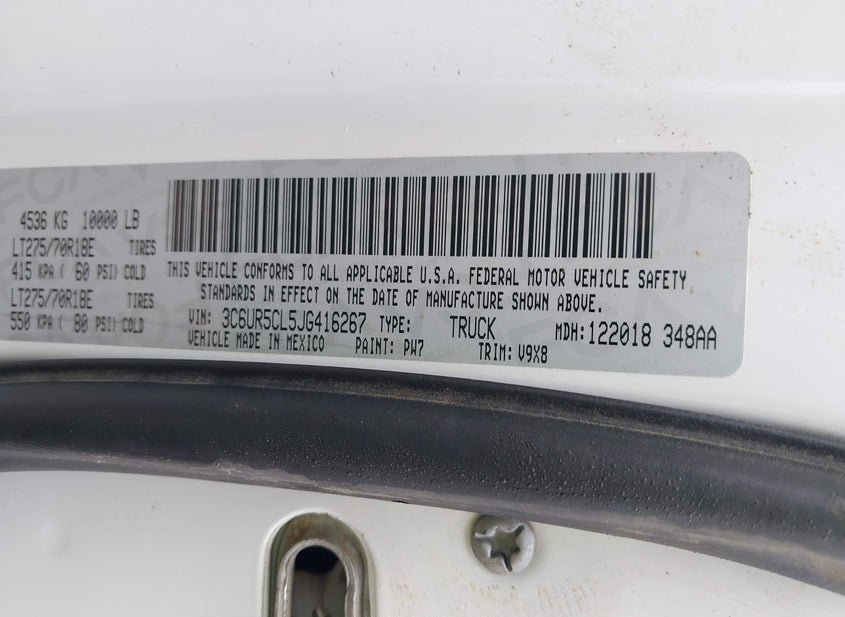 4536 KG 10000 LB
LT275/70R18E TIRES
415 KPA ( 60 PSI) COLD
LT275/70R18E TIRES
550 KPA ( 80 PSI) COLD
THIS VEHICLE CONFORMS TO ALL APPLICABLE U.S.A. FEDERAL MOTOR VEHICLE SAFETY
STANDARDS IN EFFECT ON THE DATE OF MANUFACTURE SHOWN ABOVE.
VIN: 3C6UR5CL5JG416267 TYPE: TRUCK MDH:122018 348AA
VEHICLE MADE IN MEXICO PAINT: PW7 TRIM: V9X8